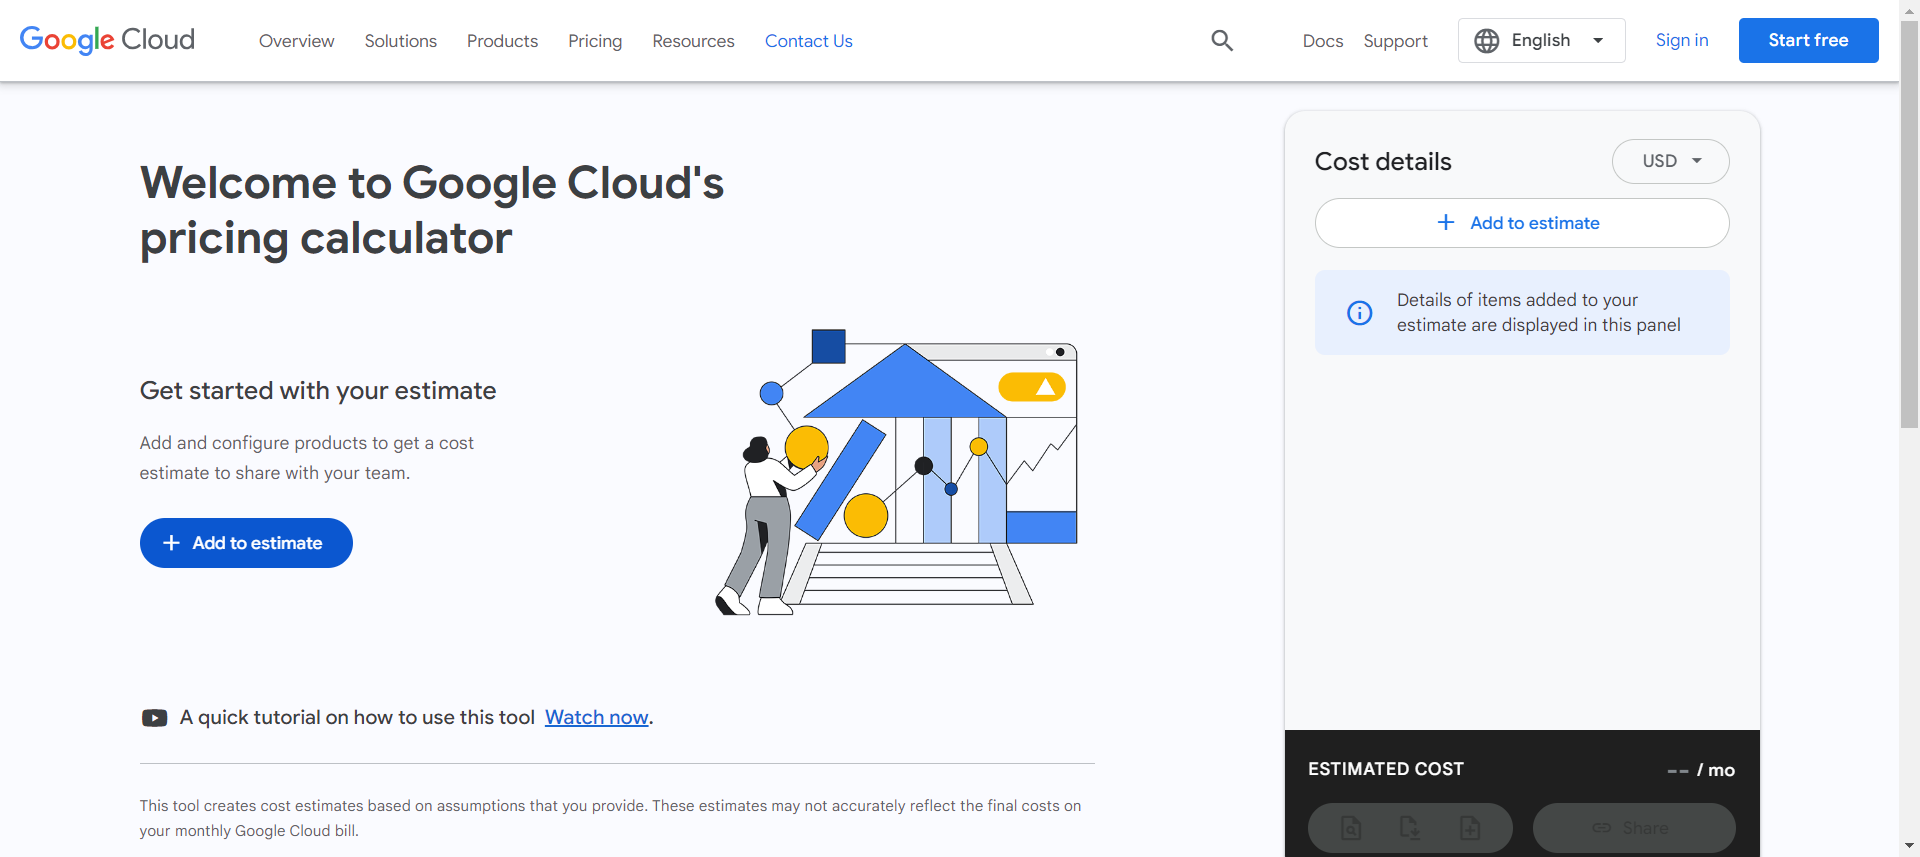 Google Cloud
Overview
Solutions
Products
Pricing
Resources
Contact Us
Docs
Support
English
Sign in
Start free
Welcome to Google Cloud's
pricing calculator
Get started with your estimate
Add and configure products to get a cost
estimate to share with your team.
Add to estimate
A quick tutorial on how to use this tool Watch now.
This tool creates cost estimates based on assumptions that you provide. These estimates may not accurately reflect the final costs on
your monthly Google Cloud bill.
Cost details
USD
Add to estimate
Details of items added to your
estimate are displayed in this panel
ESTIMATED COST
-- / mo
Share